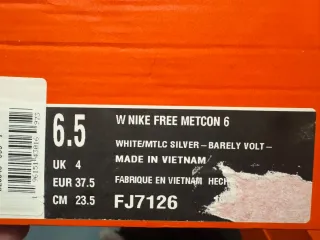 6.5
UK 4
EUR 37.5
CM 23.5
W NIKE FREE METCON 6
WHITE/MTLC SILVER-BARELY VOLT-
MADE IN VIETNAM
FABRIQUE EN VIETNAM HECH
FJ7126